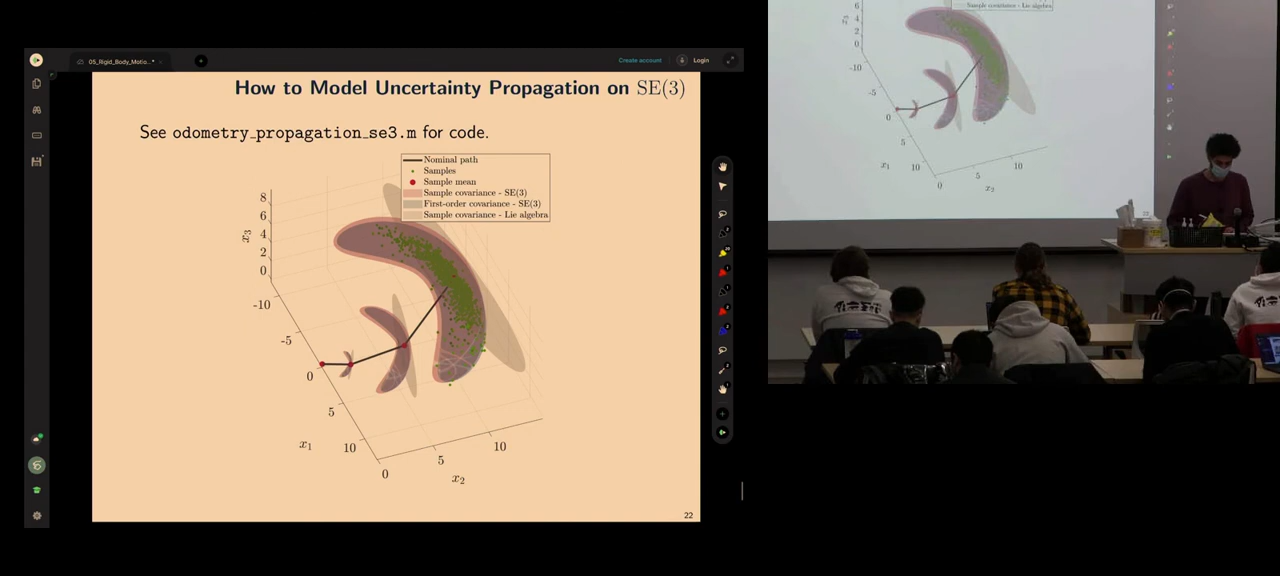 05_Rigid_Body_Motio...*
Create account
Login
How to Model Uncertainty Propagation on SE(3)
See odometry_propagation_se3.m for code.
Nominal path
Samples
Sample mean
Sample covariance - SE(3)
First-order covariance - SE(3)
Sample covariance - Lie algebra
8
6
4
2
0
x3
-10
-5
0
5
10
x1
0
5
10
x2
22
Sample covariance - Lie algebra
6
4
2
0
x3
-10
-5
0
5
10
x1
0
5
10
x2